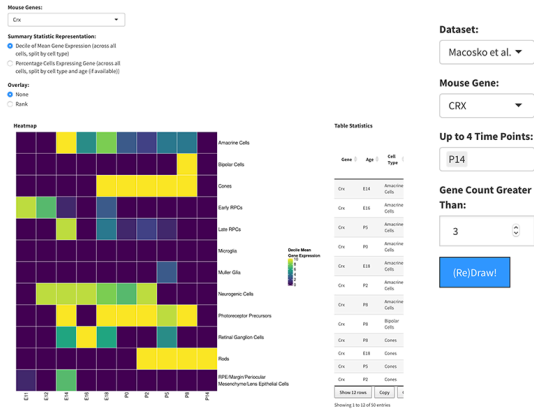 Mouse Genes:
Crx
Summary Statistic Representation:
Decile of Mean Gene Expression (across all
cells, split by cell type)
Percentage Cells Expressing Gene (across all
cells, split by cell type and age (if available))
Overlay:
None
Rank
Heatmap
Amacrine Cells
Bipolar Cells
Cones
Early RPCs
Late RPCs
Microglia
Muller Glia
Neurogenic Cells
Photoreceptor Precursors
Retinal Ganglion Cells
Rods
RPE/Margin/Periocular
Mesenchyme/Lens Epithelial Cells
E11 E12 E14 E16 E18 P0 P2 P5 P8 P14
Decile Mean
Gene Expression
10
8
6
4
2
0
Table Statistics
Gene Age Cell
Type
Crx E14 Amacrine
Cells
Crx E16 Amacrine
Cells
Crx P5 Amacrine
Cells
Crx P0 Amacrine
Cells
Crx E18 Amacrine
Cells
Crx P2 Amacrine
Cells
Crx P8 Amacrine
Cells
Crx P8 Bipolar
Cells
Crx P8 Cones
Crx E18 Cones
Crx P5 Cones
Crx P2 Cones
Show 12 rows Copy
Showing 1 to 12 of 50 entries
Dataset:
Macosko et al.
Mouse Gene:
CRX
Up to 4 Time Points:
P14
Gene Count Greater
Than:
3
(Re)Draw!